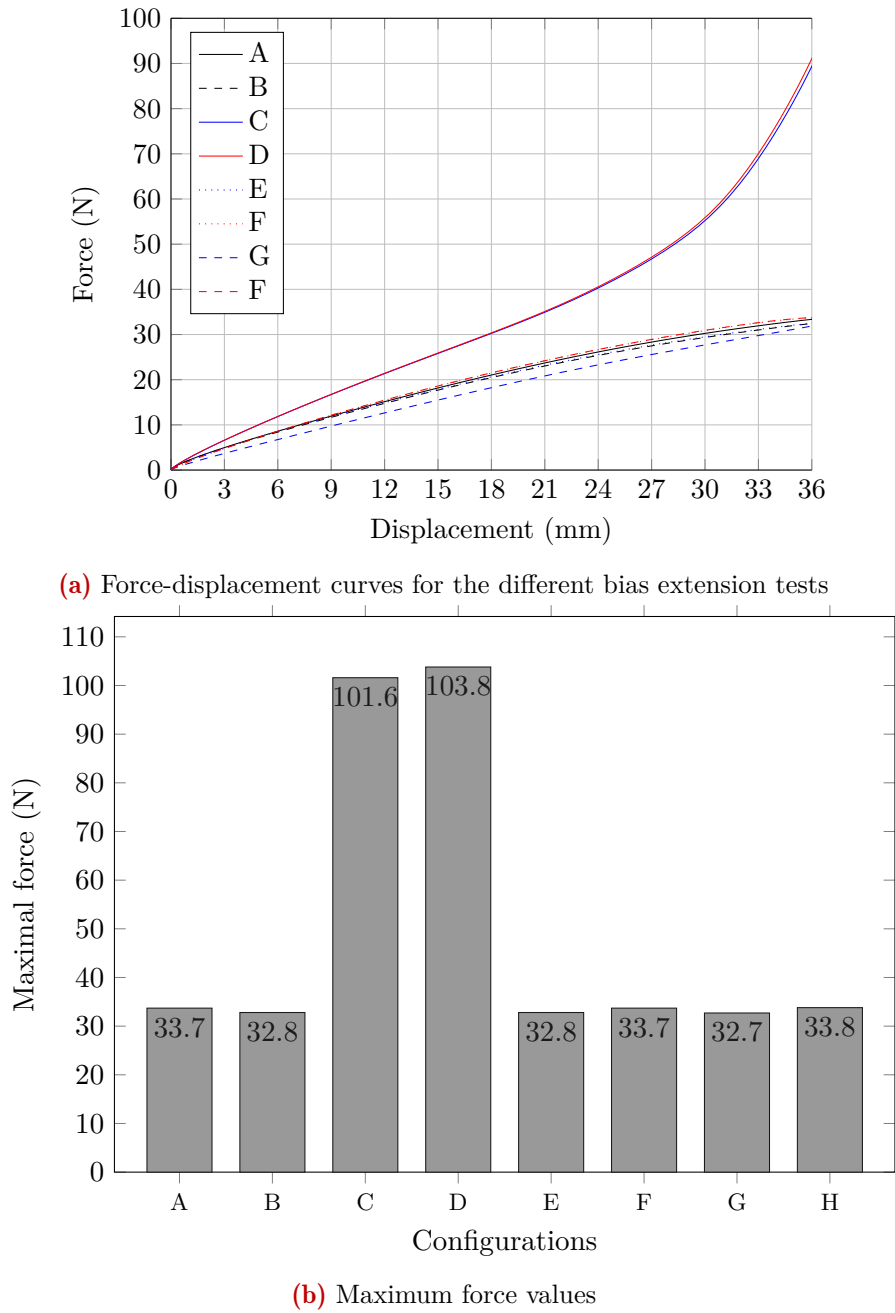 100
90
80
70
60
50
40
30
20
10
0
Force (N)
A
B
C
D
E
F
G
F
0 3 6 9 12 15 18 21 24 27 30 33 36
Displacement (mm)
(a) Force-displacement curves for the different bias extension tests
110
100
90
80
70
60
50
40
30
20
10
0
Maximal force (N)
33.7 32.8 101.6 103.8 32.8 33.7 32.7 33.8
A B C D E F G H
Configurations
(b) Maximum force values